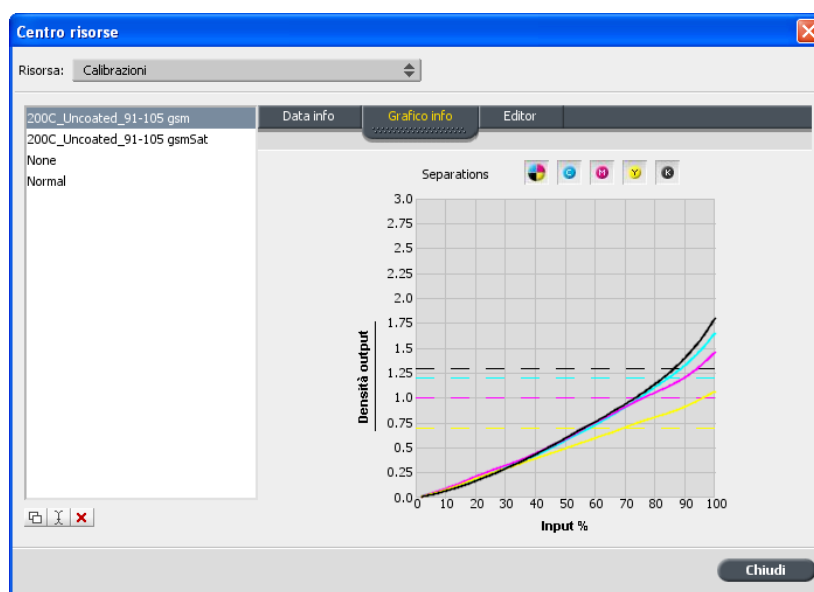 Centro risorse
Risorsa: Calibrazioni
200C_Uncoated_91-105 gsm
200C_Uncoated_91-105 gsmSat
None
Normal
Data info
Grafico info
Editor
Separations
C
M
Y
K
3.0
2.75
2.5
2.25
2.0
1.75
1.5
1.25
1.0
0.75
0.5
0.25
0.0
Densità output
0 10 20 30 40 50 60 70 80 90 100
Input %
Chiudi